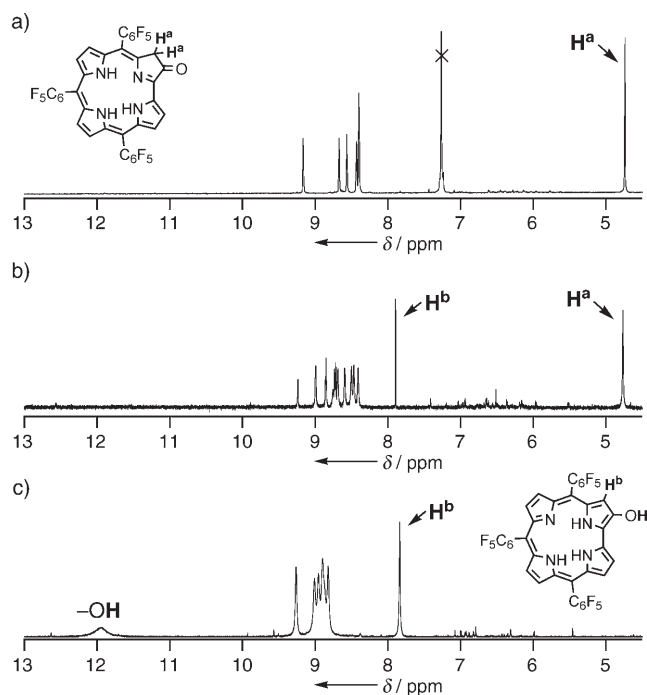 a)
C6F5
Hᵃ
Hᵃ
O
NH
N
F5C6
NH
HN
C6F5
Hᵃ
13 12 11 10 9 8 7 6 5
δ / ppm
b)
Hᵇ
Hᵃ
13 12 11 10 9 8 7 6 5
δ / ppm
c)
Hᵇ
–OH
C6F5
Hᵇ
OH
N
HN
F5C6
NH
HN
C6F5
13 12 11 10 9 8 7 6 5
δ / ppm